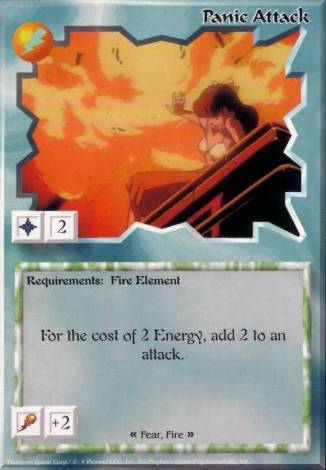 Panic Attack
2
Requirements: Fire Element
For the cost of 2 Energy, add 2 to an
attack.
+2
« Fear, Fire »